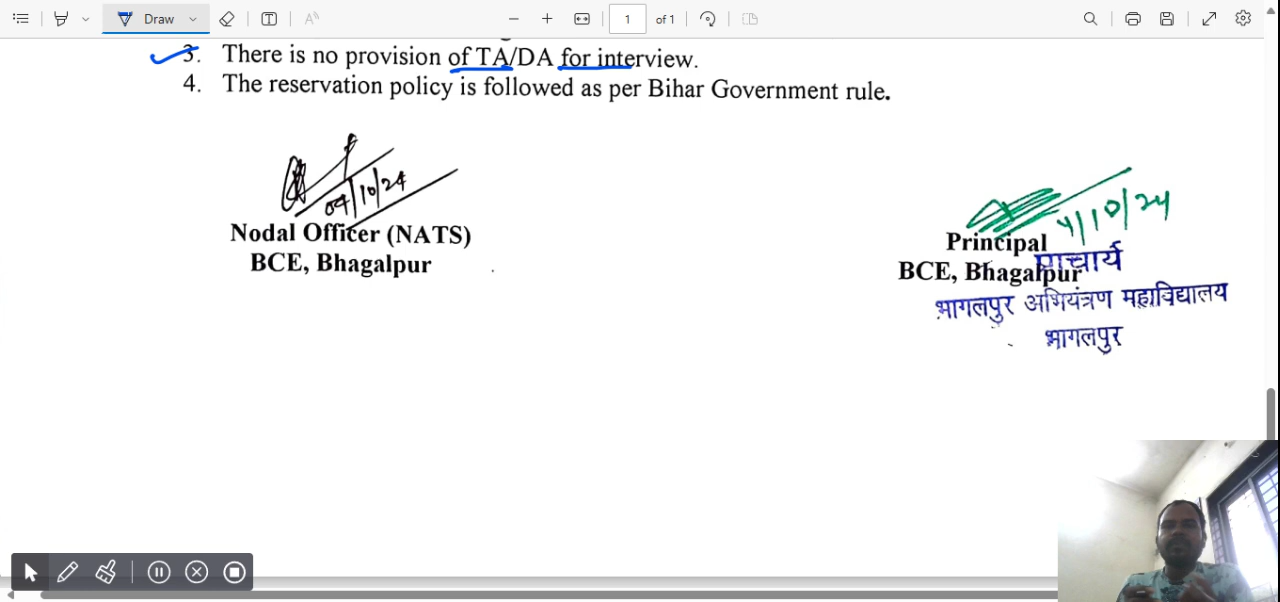 Draw
1 of 1
3. There is no provision of TA/DA for interview.
4. The reservation policy is followed as per Bihar Government rule.
04/10/24
Nodal Officer (NATS)
BCE, Bhagalpur
4/10/24
Principal
BCE, Bhagalpur
प्राचार्य
भागलपुर अभियंत्रण महाविद्यालय
भागलपुर